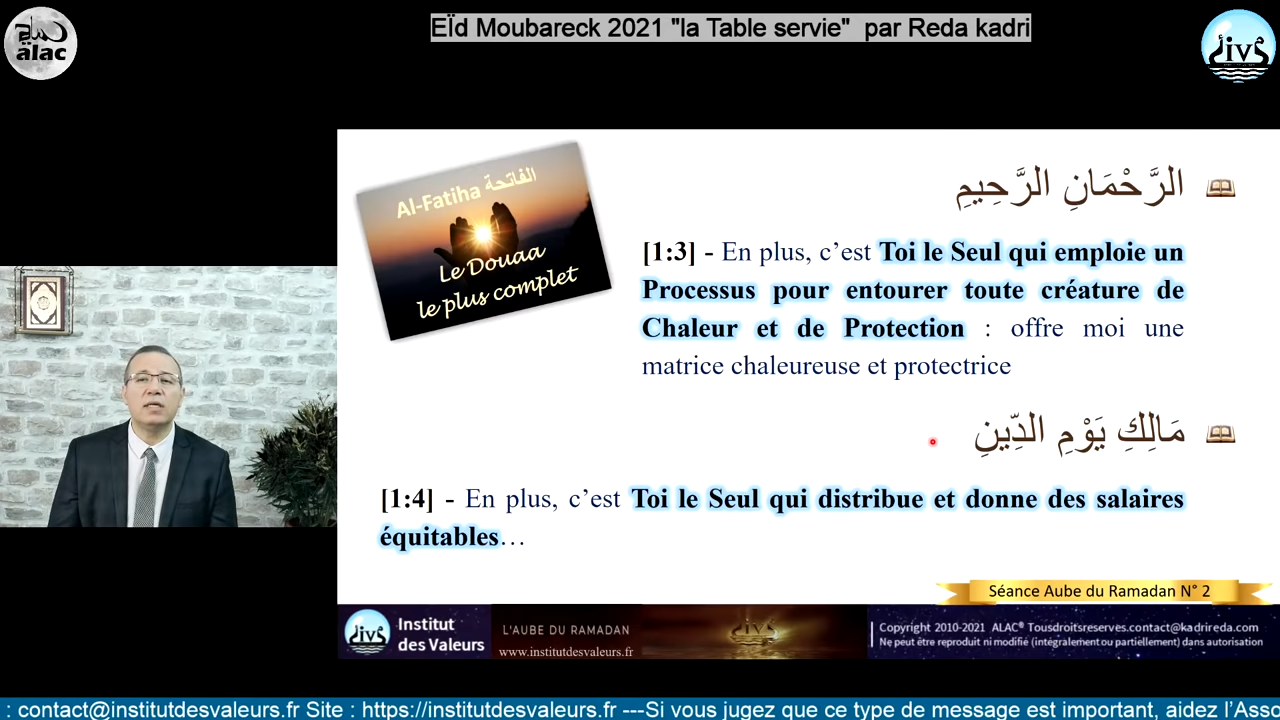 EÏd Moubareck 2021 "la Table servie" par Reda kadri
älac
الفاتحة Al-Fatiha
Le Douaa
le plus complet
الرَّحْمَانِ الرَّحِيمِ
[1:3] - En plus, c’est Toi le Seul qui emploie un
Processus pour entourer toute créature de
Chaleur et de Protection : offre moi une
matrice chaleureuse et protectrice
مَالِكِ يَوْمِ الدِّينِ
[1:4] - En plus, c’est Toi le Seul qui distribue et donne des salaires
équitables…
Séance Aube du Ramadan N° 2
Institut
des Valeurs
L'AUBE DU RAMADAN
www.institutdesvaleurs.fr
Copyright 2010-2021 ALAC® Tousdroitsreserves.contact@kadrireda.com
Ne peut être reproduit ni modifié (intégralement ou partiellement) dans autorisation
: contact@institutdesvaleurs.fr Site : https://institutdesvaleurs.fr ---Si vous jugez que ce type de message est important, aidez l’Asso